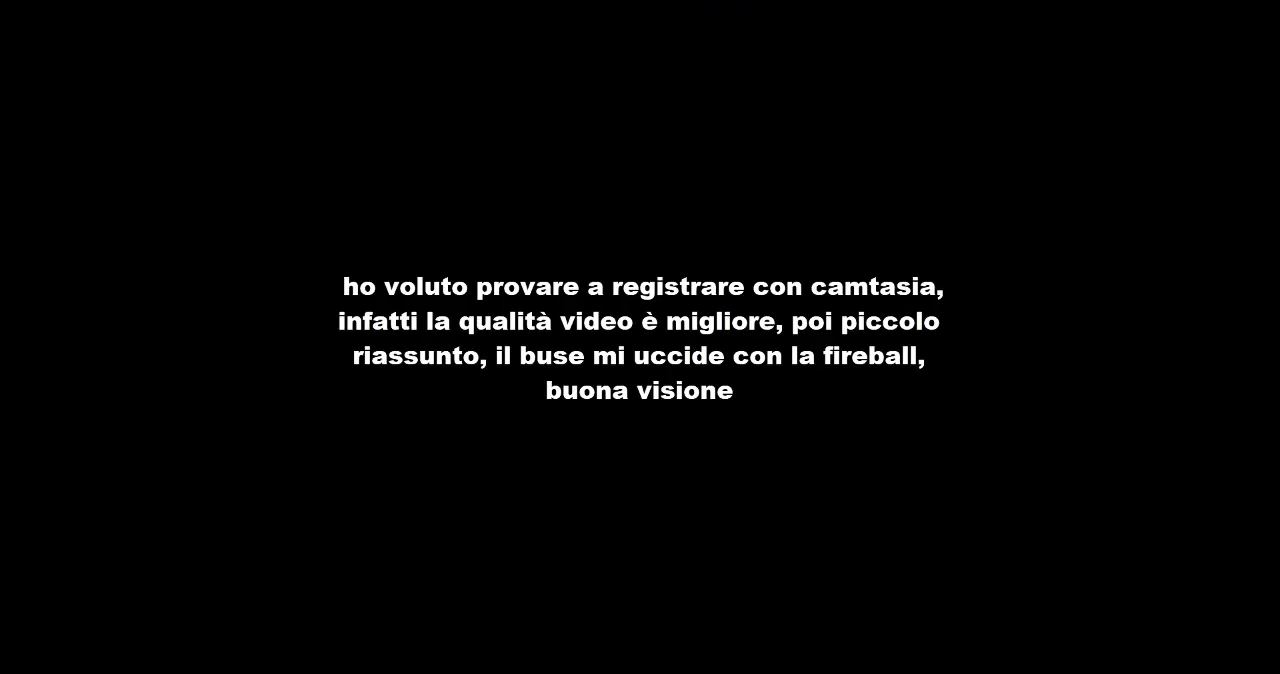 ho voluto provare a registrare con camtasia,
infatti la qualità video è migliore, poi piccolo
riassunto, il buse mi uccide con la fireball,
buona visione